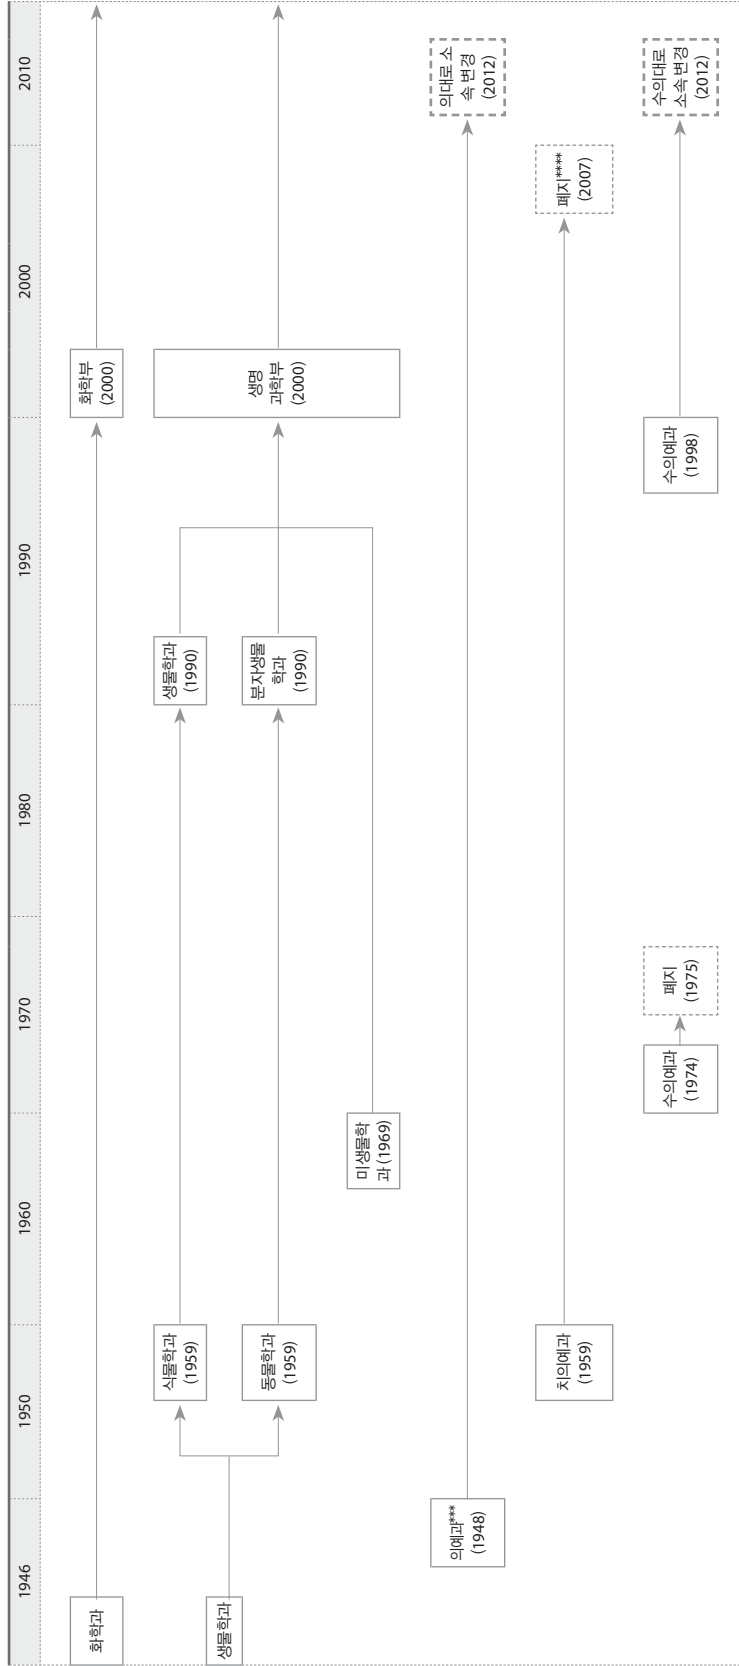 1946
1950
1960
1970
1980
1990
2000
2010
화학과
화학부
(2000)
생물학과
식물학과
(1959)
생물학과
(1990)
동물학과
(1959)
분자생물
학과
(1990)
생명
과학부
(2000)
미생물학
과 (1969)
의예과***
(1948)
의대로 소
속 변경
(2012)
치의예과
(1959)
폐지****
(2007)
수의예과
(1974)
폐지
(1975)
수의예과
(1998)
수의대로
소속 변경
(2012)